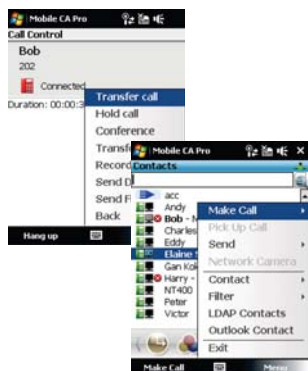 Mobile CA Pro
Call Control
Bob
202
Connected
Duration: 00:00:3
Transfer call
Hold call
Conference
Transf
Record
Send D
Send F
Back
Hang up
Mobile CA Pro
Contacts
acc
Andy
Bob - N
Charles
Eddy
Elaine S
Gan Kok
Harry -
NT400
Peter
Victor
Make Call
Pick Up Call
Send
Network Camera
Contact
Filter
LDAP Contacts
Outlook Contact
Exit
Make Call
Menu